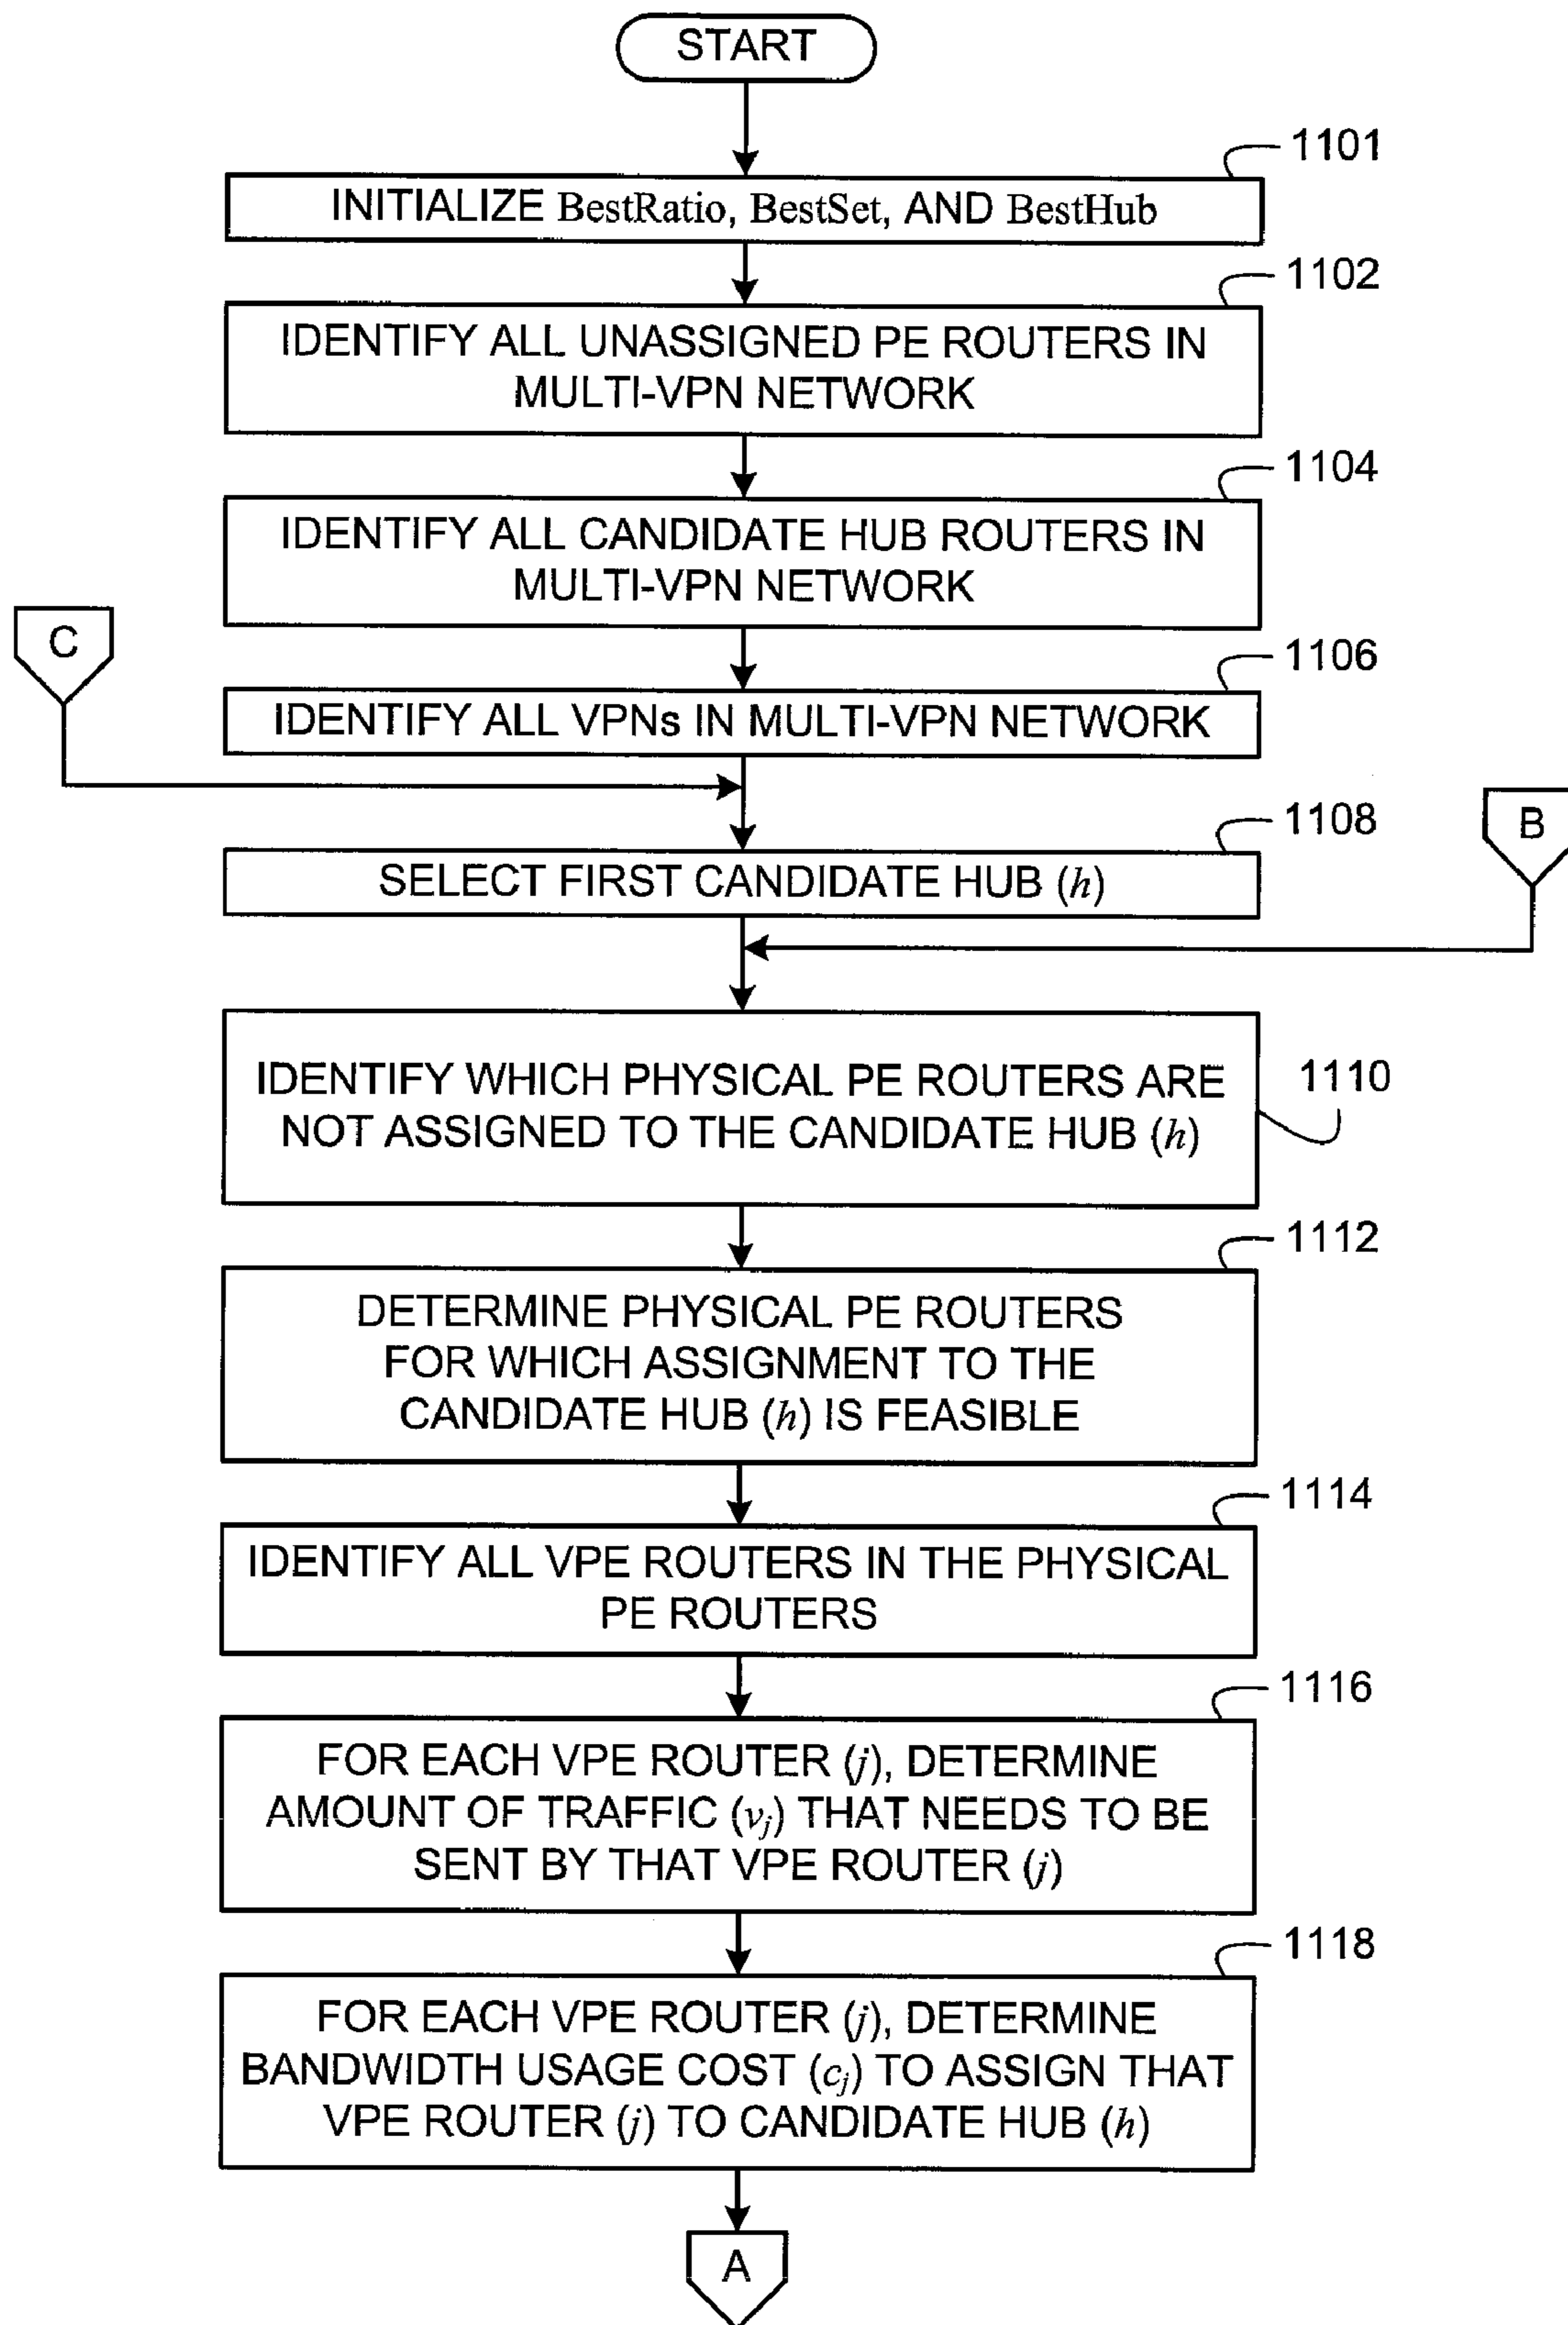 START
1101
INITIALIZE BestRatio, BestSet, AND BestHub
1102
IDENTIFY ALL UNASSIGNED PE ROUTERS IN
MULTI-VPN NETWORK
1104
IDENTIFY ALL CANDIDATE HUB ROUTERS IN
MULTI-VPN NETWORK
C
1106
IDENTIFY ALL VPNs IN MULTI-VPN NETWORK
B
1108
SELECT FIRST CANDIDATE HUB (h)
1110
IDENTIFY WHICH PHYSICAL PE ROUTERS ARE
NOT ASSIGNED TO THE CANDIDATE HUB (h)
1112
DETERMINE PHYSICAL PE ROUTERS
FOR WHICH ASSIGNMENT TO THE
CANDIDATE HUB (h) IS FEASIBLE
1114
IDENTIFY ALL VPE ROUTERS IN THE PHYSICAL
PE ROUTERS
1116
FOR EACH VPE ROUTER (j), DETERMINE
AMOUNT OF TRAFFIC (vj) THAT NEEDS TO BE
SENT BY THAT VPE ROUTER (j)
1118
FOR EACH VPE ROUTER (j), DETERMINE
BANDWIDTH USAGE COST (cj) TO ASSIGN THAT
VPE ROUTER (j) TO CANDIDATE HUB (h)
A